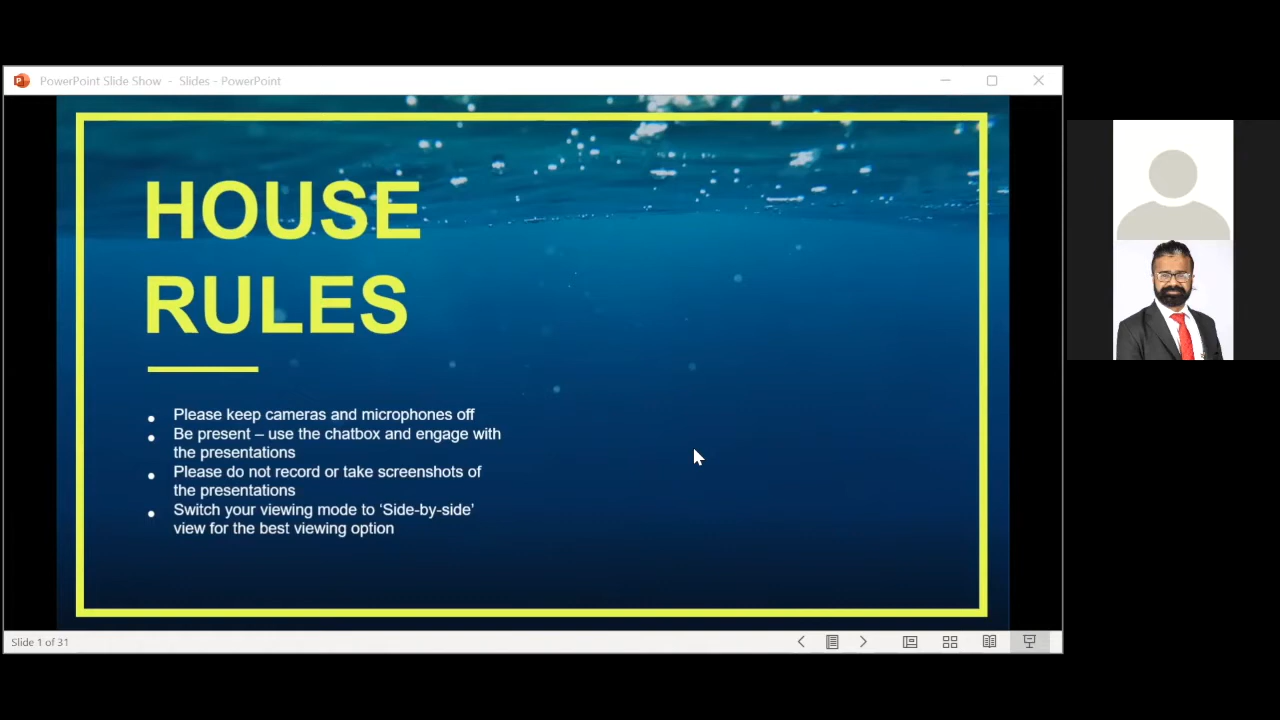 PowerPoint Slide Show - Slides - PowerPoint
HOUSE
RULES
Please keep cameras and microphones off
Be present – use the chatbox and engage with
the presentations
Please do not record or take screenshots of
the presentations
Switch your viewing mode to ‘Side-by-side’
view for the best viewing option
Slide 1 of 31